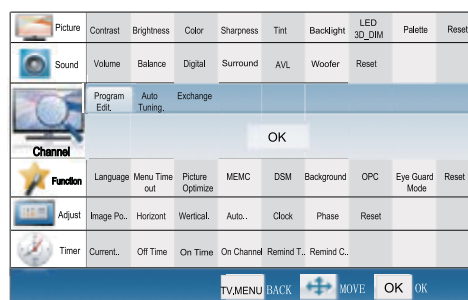 Picture Contrast Brightness Color Sharpness Tint Backlight LED 3D_DIM Palette Reset
Sound Volume Balance Digital Surround AVL Woofer Reset
Program Edit. Auto Tuning. Exchange
OK
Channel
Function Language Menu Time out Picture Optimize MEMC DSM Background OPC Eye Guard Mode Reset
Adjust Image Po.. Horizont Wertical. Auto.. Clock Phase Reset
Timer Current.. Off Time On Time On Channel Remind T.. Remind C..
TV,MENU BACK MOVE OK OK